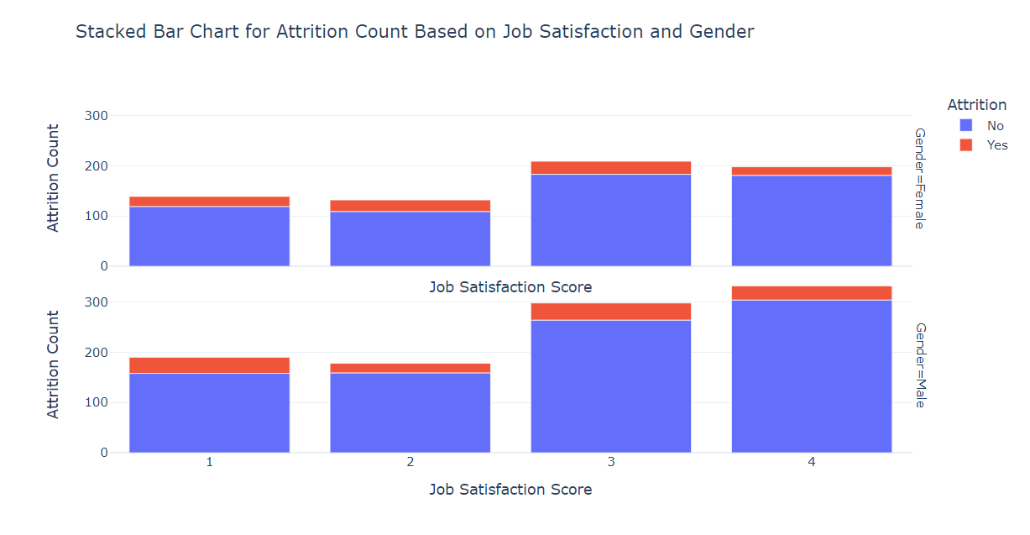 Stacked Bar Chart for Attrition Count Based on Job Satisfaction and Gender
Attrition
No
Yes
Attrition Count
300
200
100
0
Gender=Female
Job Satisfaction Score
Attrition Count
300
200
100
0
Gender=Male
1 2 3 4
Job Satisfaction Score